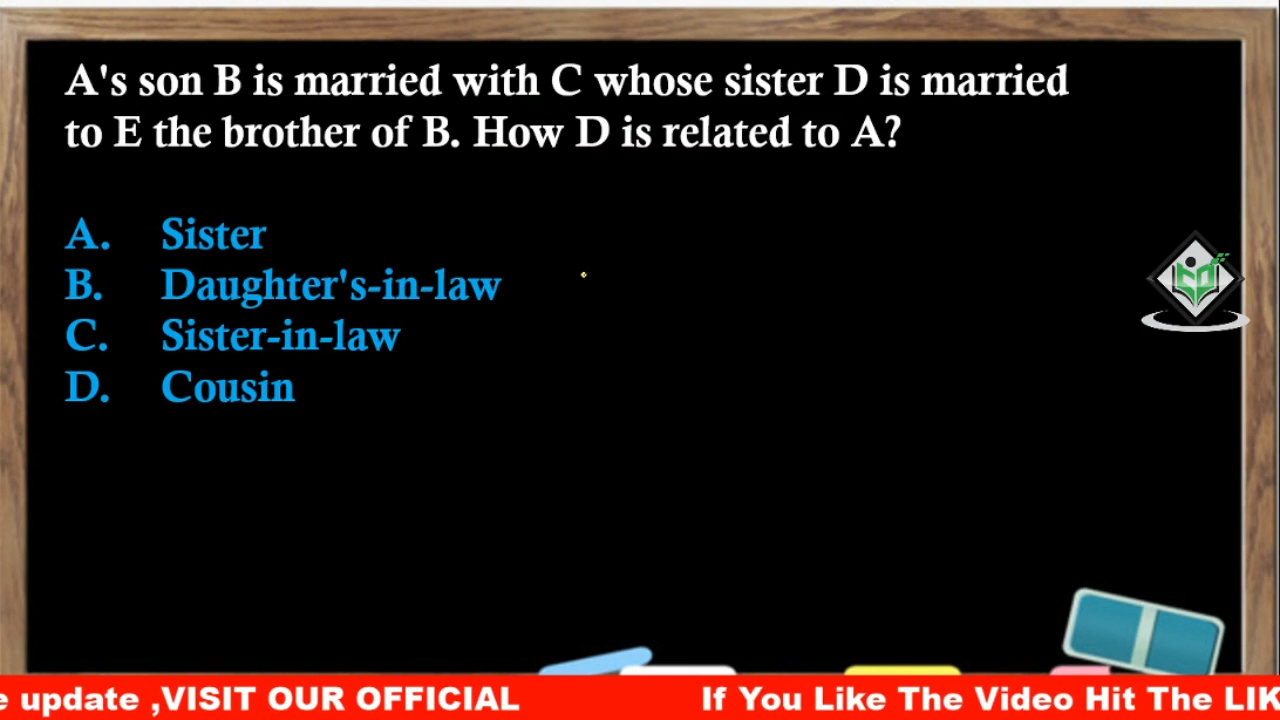 A's son B is married with C whose sister D is married
to E the brother of B. How D is related to A?
A. Sister
B. Daughter's-in-law
C. Sister-in-law
D. Cousin
e update ,VISIT OUR OFFICIAL If You Like The Video Hit The LIK